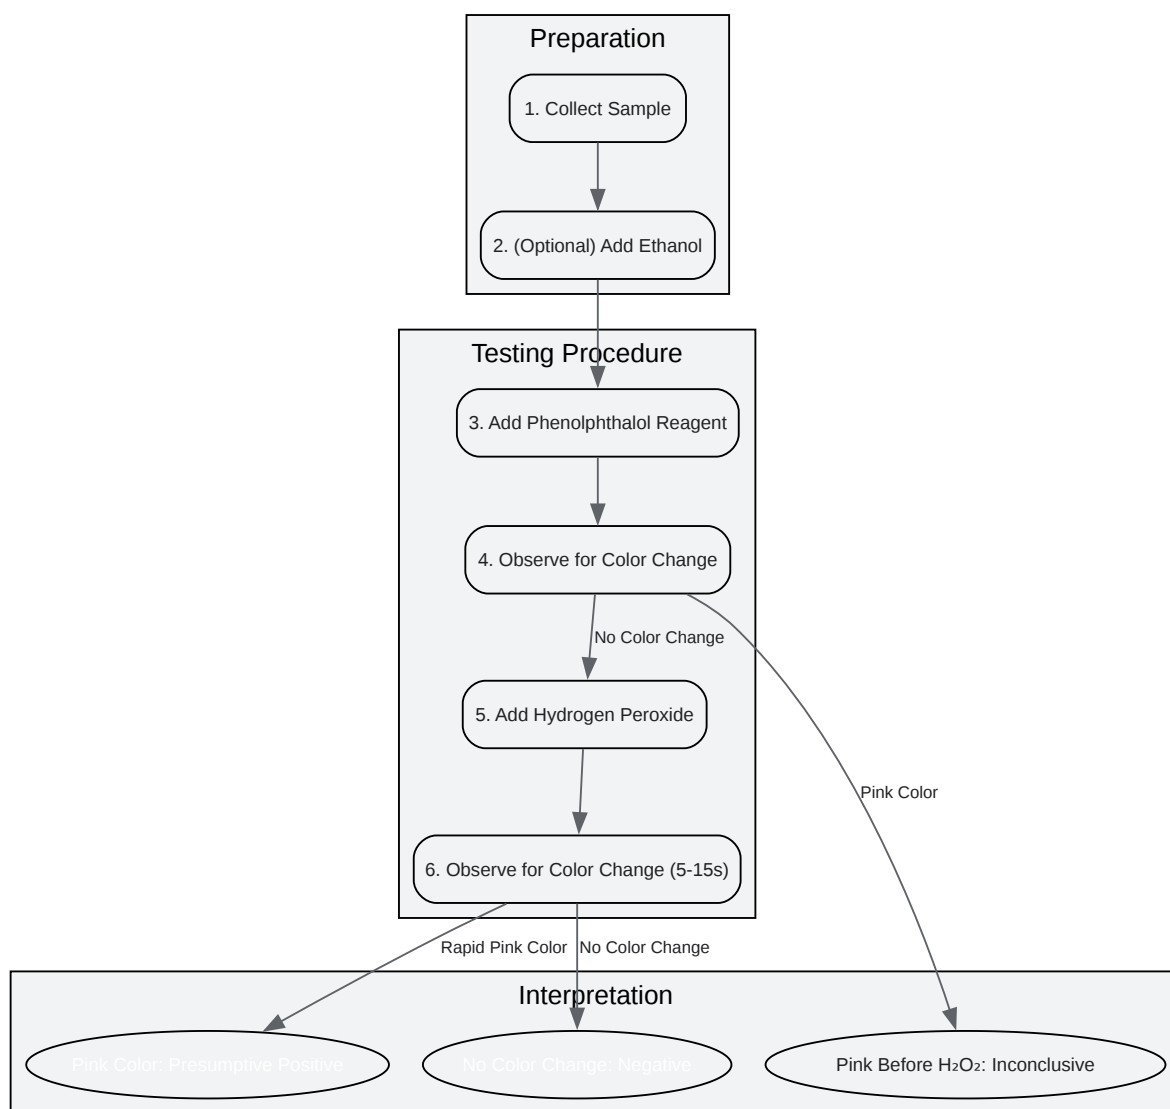 Preparation
1. Collect Sample
2. (Optional) Add Ethanol
Testing Procedure
3. Add Phenolphthalol Reagent
4. Observe for Color Change
No Color Change
5. Add Hydrogen Peroxide
Pink Color
6. Observe for Color Change (5-15s)
Rapid Pink Color
No Color Change
Interpretation
Pink Color: Presumptive Positive
No Color Change: Negative
Pink Before H₂O₂: Inconclusive